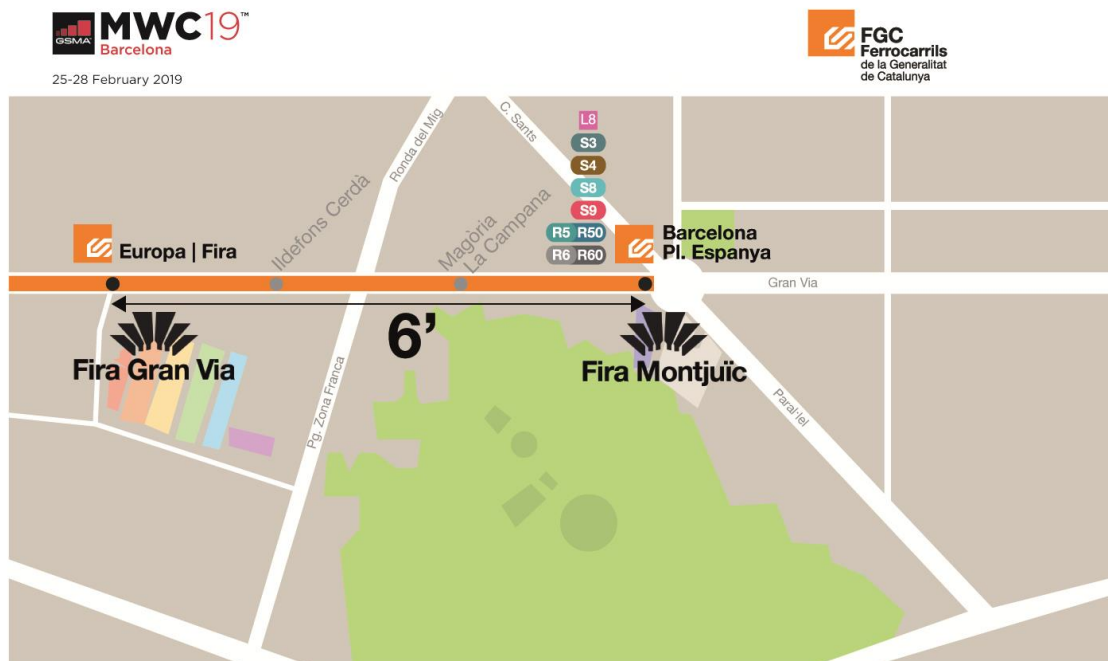 GSMA
MWC19™
Barcelona
25-28 February 2019
FGC
Ferrocarrils
de la Generalitat
de Catalunya
Ronda del Mig
C. Sants
L8
S3
S4
S8
S9
R5 R50
R6 R60
Europa | Fira
Ildefons Cerdà
Magòria
La Campana
Barcelona
Pl. Espanya
Gran Via
6’
Fira Gran Via
Fira Montjuïc
Pg. Zona Franca
Paral·lel